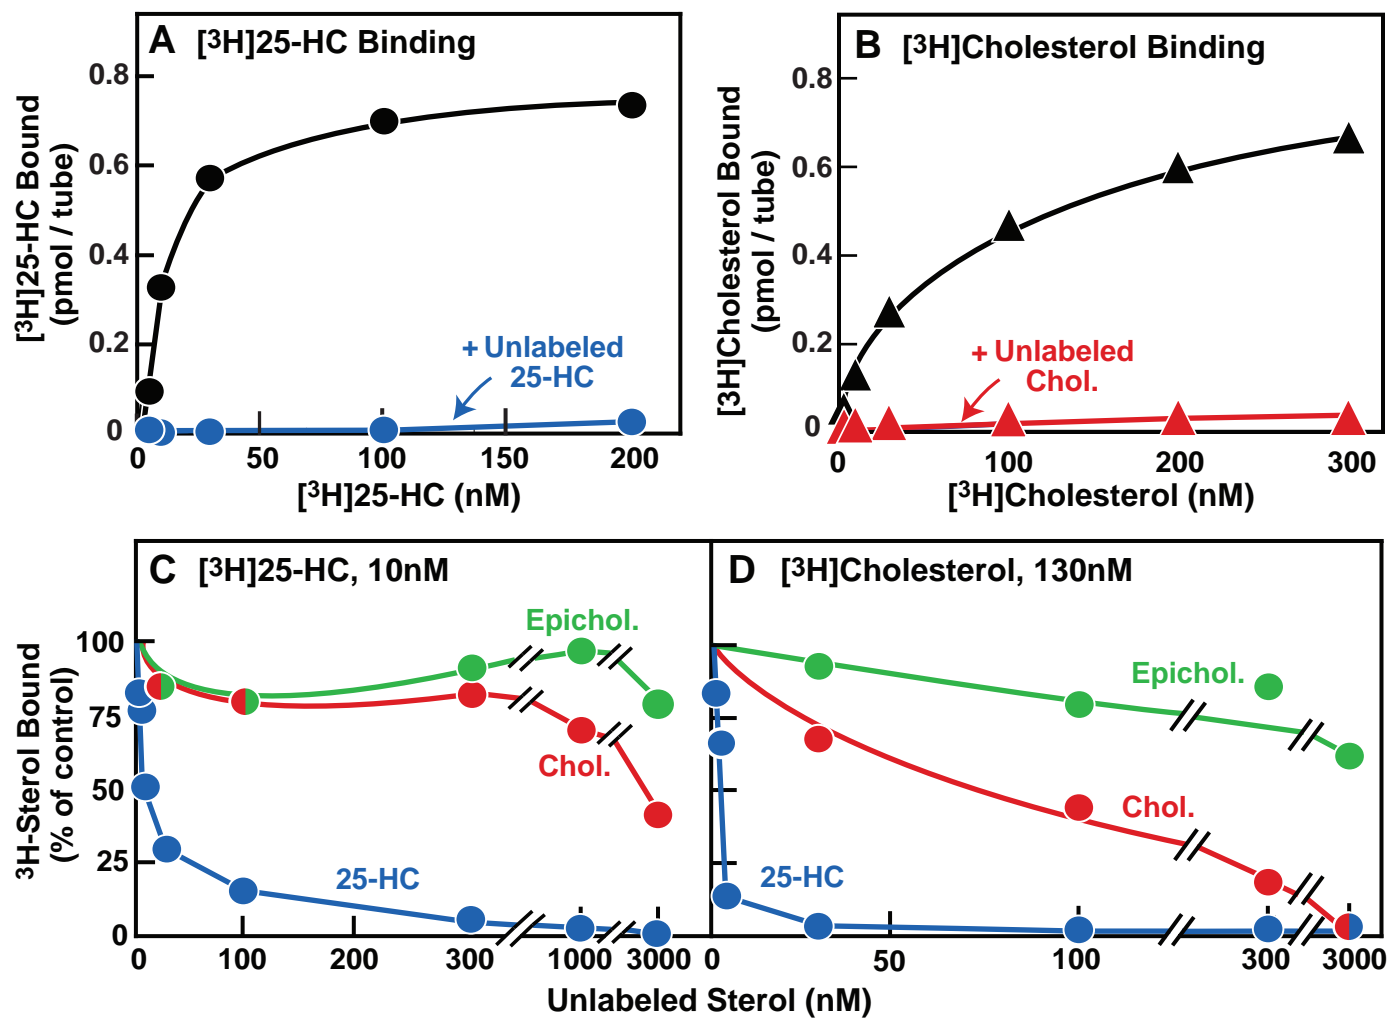 A [³H]25-HC Binding
[³H]25-HC Bound
(pmol / tube)
0.8
0.6
0.4
0.2
0
+ Unlabeled
25-HC
0 50 100 150 200
[³H]25-HC (nM)
B [³H]Cholesterol Binding
[³H]Cholesterol Bound
(pmol / tube)
0.8
0.6
0.4
0.2
0
+ Unlabeled
Chol.
0 100 200 300
[³H]Cholesterol (nM)
C [³H]25-HC, 10nM
³H-Sterol Bound
(% of control)
100
75
50
25
0
Epichol.
Chol.
25-HC
0 100 200 300 1000 3000
D [³H]Cholesterol, 130nM
Epichol.
Chol.
25-HC
0 50 100 300 3000
Unlabeled Sterol (nM)